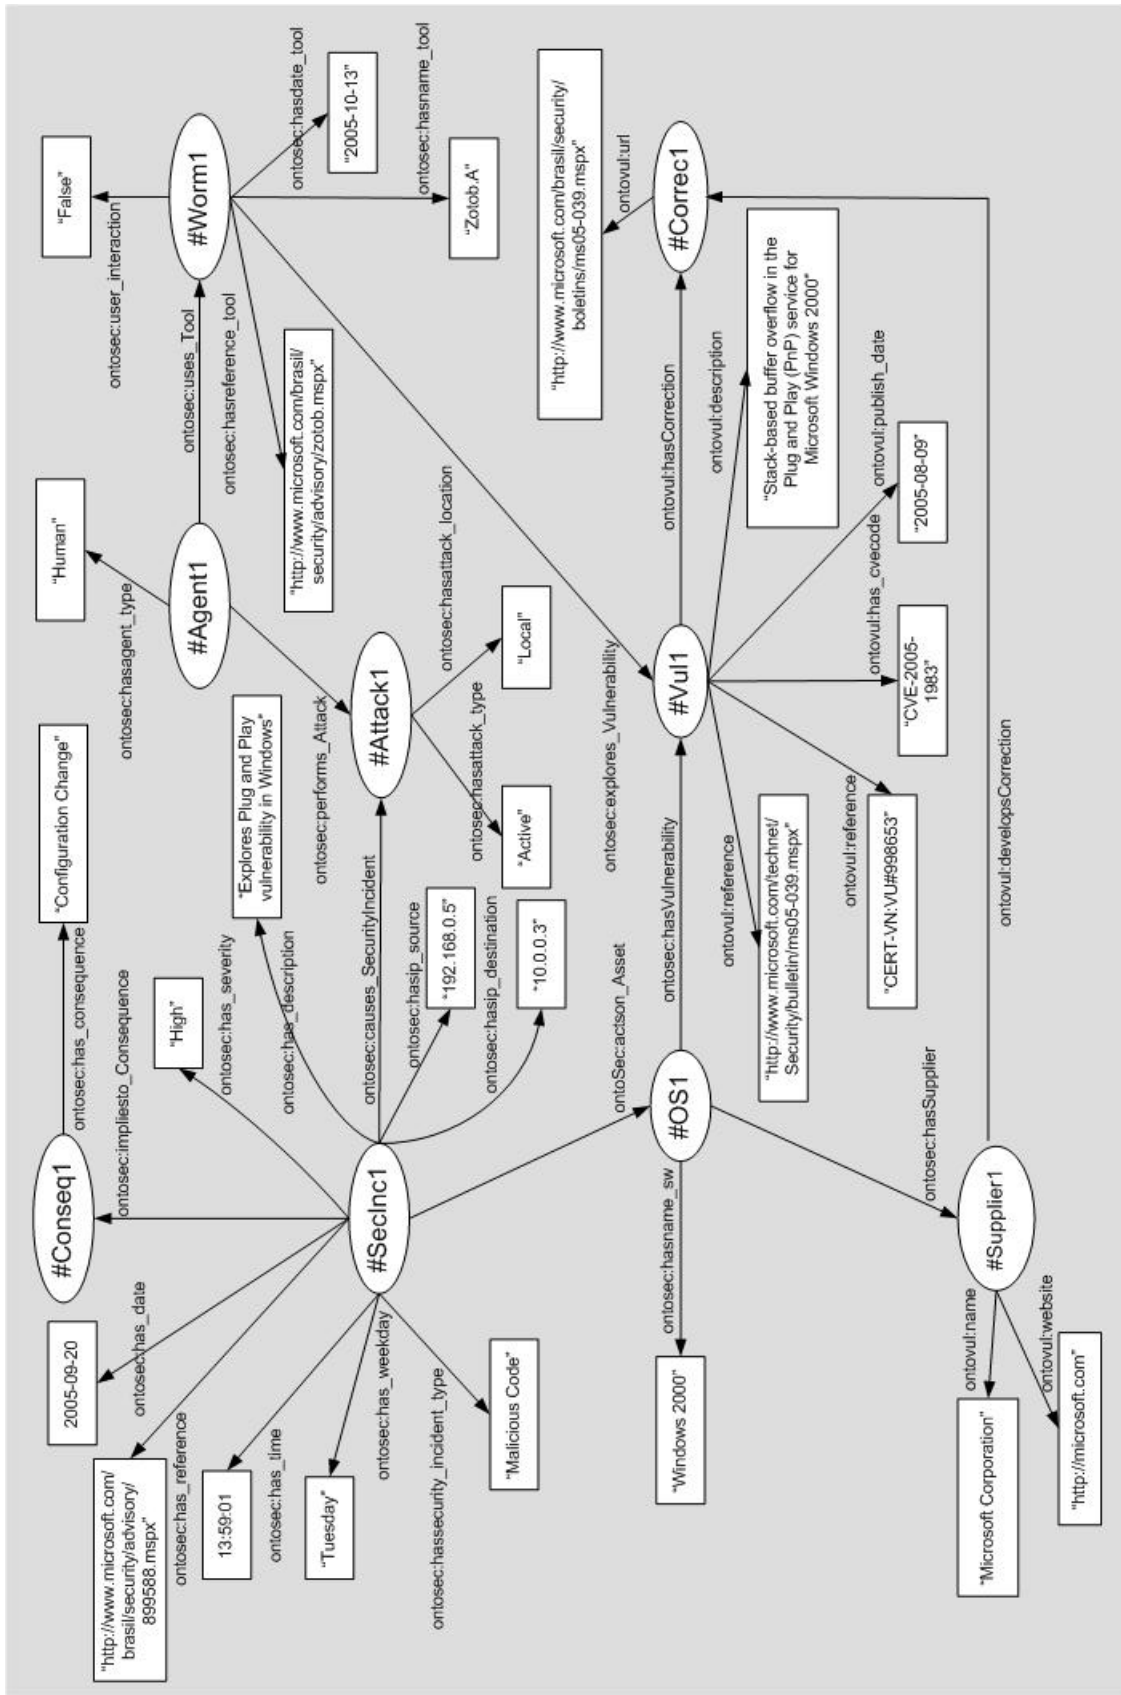 2005-09-20
ontosec:has_date
"http://www.microsoft.com/
brasil/security/advisory/
899588.mspx"
ontosec:has_reference
13:59:01
ontosec:has_time
"Tuesday"
ontosec:has_weekday
"Malicious Code"
ontosec:hassecurity_incident_type
#Conseq1
ontosec:has_consequence
"Configuration Change"
ontosec:impliesto_Consequence
"High"
ontosec:has_severity
"Explores Plug and Play
vulnerability in Windows"
ontosec:has_description
#SecInc1
ontosec:causes_SecurityIncident
ontosec:hasip_source
"192.168.0.5"
ontosec:hasip_destination
"10.0.0.3"
ontosec:hasagent_type
"Human"
#Agent1
ontosec:performs_Attack
#Attack1
ontosec:hasattack_type
"Active"
ontosec:hasattack_location
"Local"
ontosec:uses_Tool
ontosec:user_interaction
"False"
#Worm1
ontosec:hasreference_tool
"http://www.microsoft.com/brasil/
security/advisory/zotob.mspx"
ontosec:hasdate_tool
"2005-10-13"
ontosec:hasname_tool
"Zotob.A"
ontosec:explores_Vulnerability
ontoSec:actson_Asset
#OS1
ontosec:hasname_sw
"Windows 2000"
ontosec:hasVulnerability
#Vul1
ontovul:hasCorrection
#Correc1
ontovul:url
"http://www.microsoft.com/brasil/security/
boletins/ms05-039.mspx"
ontovul:reference
"http://www.microsoft.com/technet/
Security/bulletin/ms05-039.mspx"
ontovul:reference
"CERT-VN:VU#998653"
ontovul:has_cvecode
"CVE-2005-
1983"
ontovul:publish_date
"2005-08-09"
ontovul:description
"Stack-based buffer overflow in the
Plug and Play (PnP) service for
Microsoft Windows 2000"
ontosec:hasSupplier
#Supplier1
ontovul:name
"Microsoft Corporation"
ontovul:website
"http://microsoft.com"
ontovul:developsCorrection